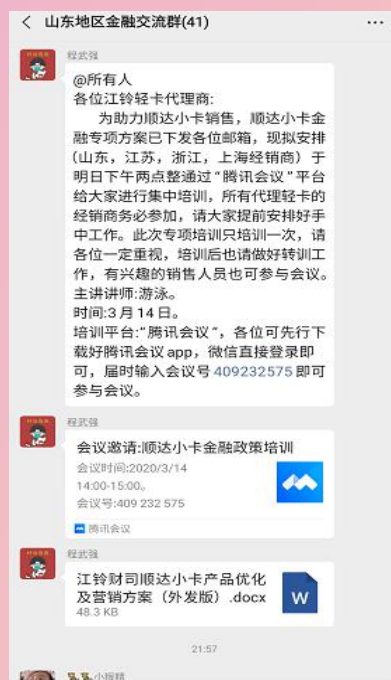 山东地区金融交流群(41)
程武强
@所有人
各位江铃轻卡代理商:
为助力顺达小卡销售，顺达小卡金
融专项方案已下发各位邮箱，现拟安排
(山东，江苏，浙江，上海经销商）于
明日下午两点整通过“腾讯会议”平台
给大家进行集中培训，所有代理轻卡的
经销商务必参加，请大家提前安排好手
中工作。此次专项培训只培训一次，请
各位一定重视，培训后也请做好转训工
作，有兴趣的销售人员也可参与会议。
主讲讲师:游泳。
时间:3月14日。
培训平台:“腾讯会议“，各位可先行下
载好腾讯会议app，微信直接登录即
可，届时输入会议号409232575即可
参与会议。
程武强
会议邀请:顺达小卡金融政策培训
会议时间:2020/3/14
14:00-15:00。
会议号:409 232 575
腾讯会议
程武强
江铃财司顺达小卡产品优化
及营销方案（外发版）.docx
48.3 KB
W
21:57